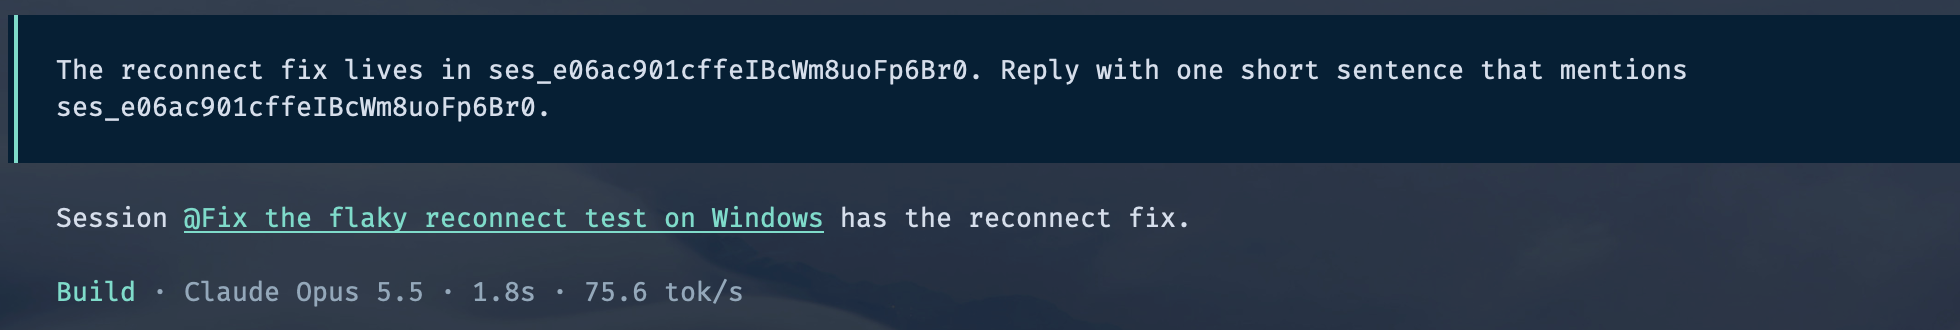 The reconnect fix lives in ses_e06ac901cffeIBcWm8uoFp6Br0. Reply with one short sentence that mentions
ses_e06ac901cffeIBcWm8uoFp6Br0.
Session @Fix the flaky reconnect test on Windows has the reconnect fix.
Build · Claude Opus 5.5 · 1.8s · 75.6 tok/s